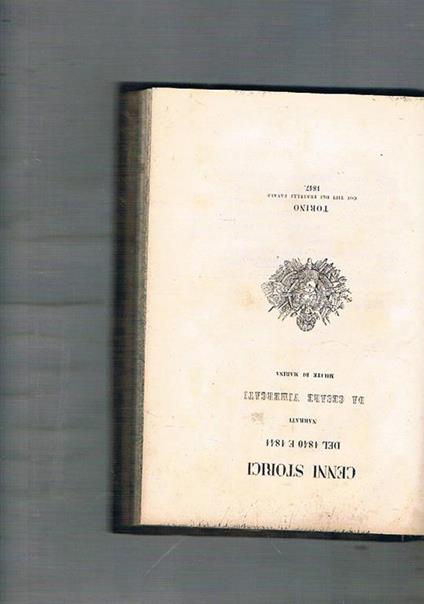 CENNI STORICI
DEL 1840 E 1841
NARRATI
DA CESARE VIMERCATI
MILITE DI MARINA
TORINO
COI TIPI DEI FRATELLI FAVALE
1847.